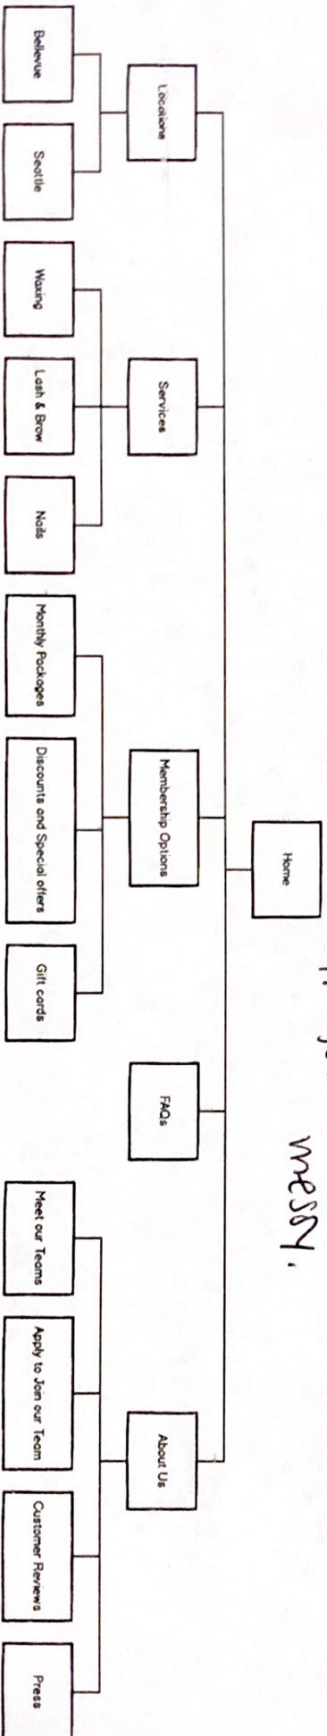 Home
Locations
Services
Membership Options
FAQs
About Us
Bellevue
Seattle
Waxing
Lash & Brow
Nails
Monthly Packages
Discounts and Special offers
Gift cards
Meet our Teams
Apply to Join our Team
Customer Reviews
Press
messy.